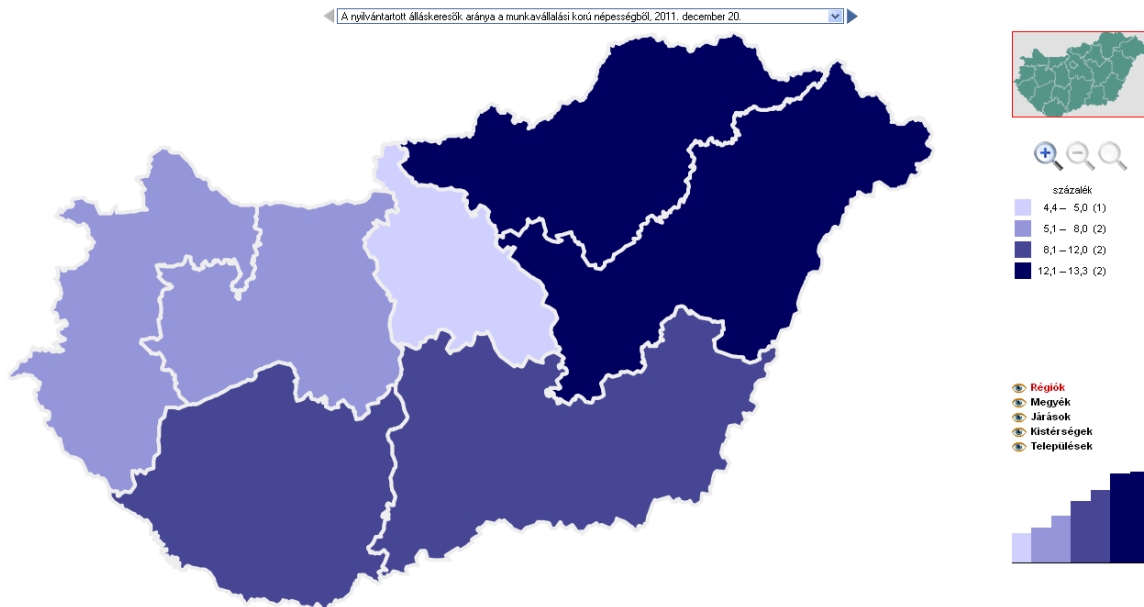 A nyilvántartott álláskeresők aránya a munkavállalási korú népességből, 2011. december 20.
százalék
4,4 – 5,0 (1)
5,1 – 8,0 (2)
8,1 – 12,0 (2)
12,1 – 13,3 (2)
Régiók
Megyék
Járások
Kistérségek
Települések